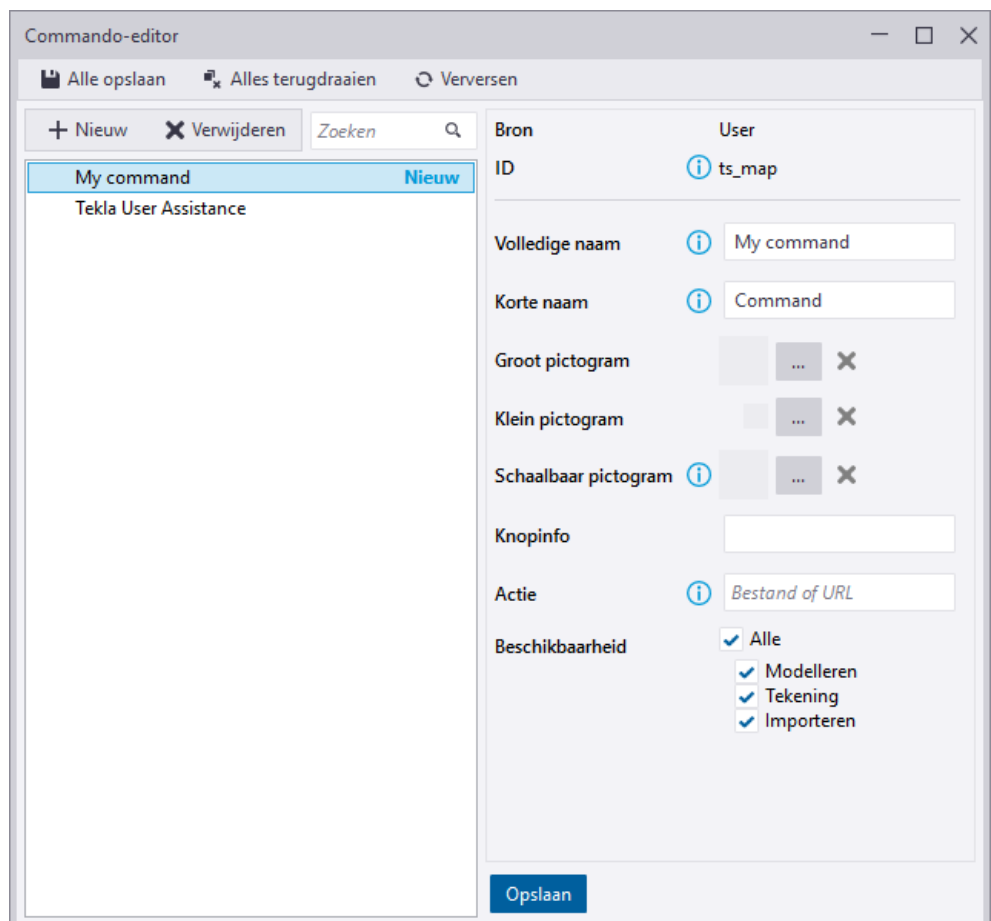 Commando-editor
Alle opslaan Alles terugdraaien Verversen
Nieuw Verwijderen Zoeken
My command Nieuw
Tekla User Assistance
Bron User
ID ts_map
Volledige naam My command
Korte naam Command
Groot pictogram ...
Klein pictogram ...
Schaalbaar pictogram ...
Knopinfo
Actie Bestand of URL
Beschikbaarheid Alle
Modelleren
Tekening
Importeren
Opslaan